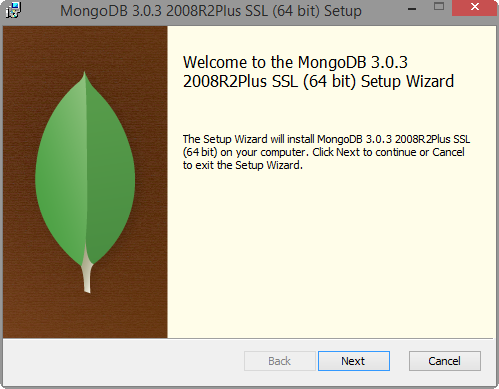 MongoDB 3.0.3 2008R2Plus SSL (64 bit) Setup
Welcome to the MongoDB 3.0.3
2008R2Plus SSL (64 bit) Setup Wizard
The Setup Wizard will install MongoDB 3.0.3 2008R2Plus SSL
(64 bit) on your computer. Click Next to continue or Cancel
to exit the Setup Wizard.
Back Next Cancel